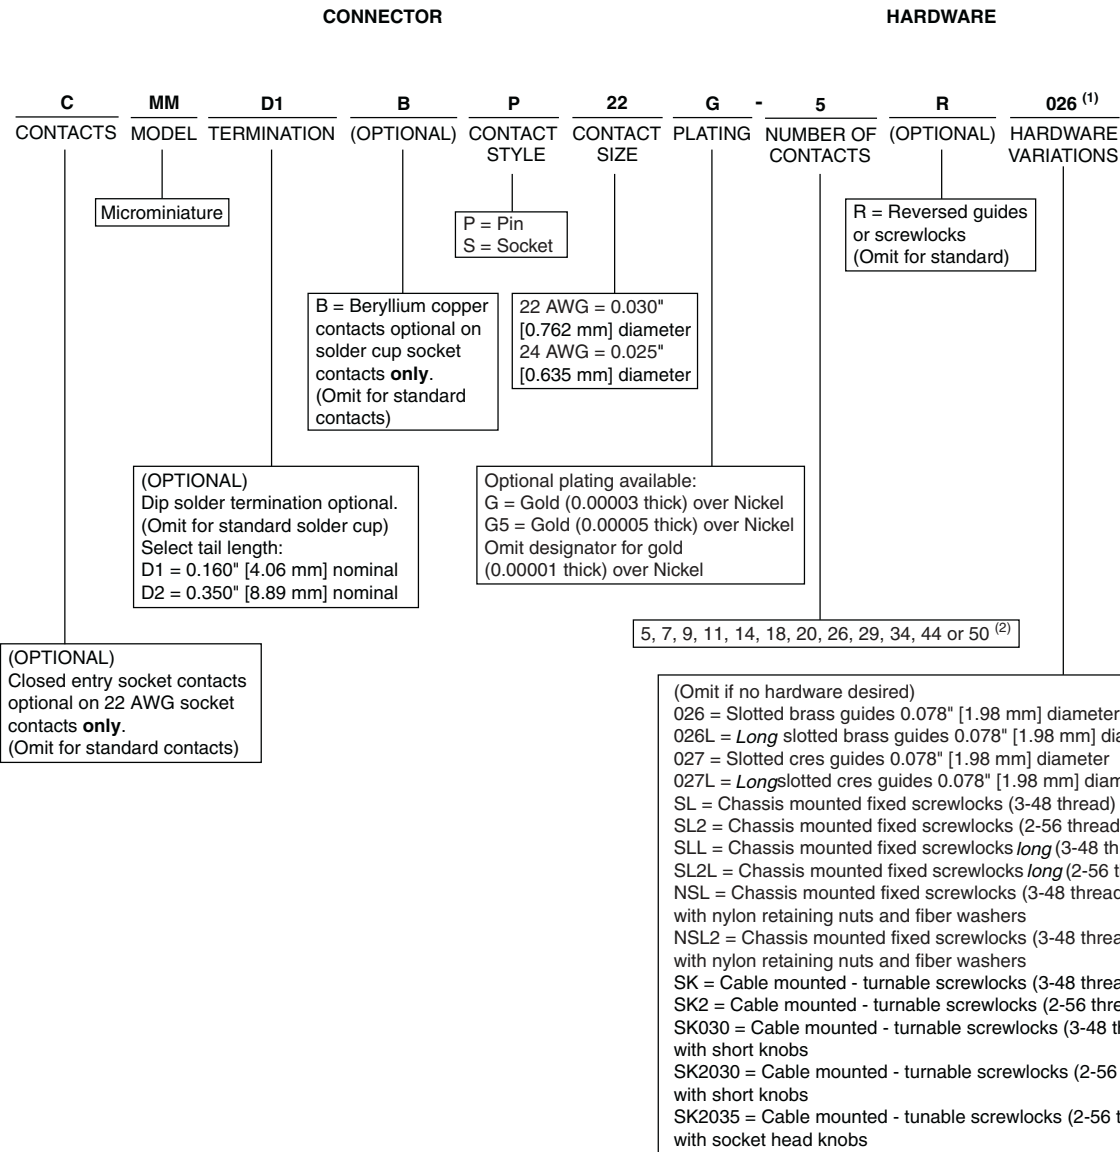 CONNECTOR HARDWARE
C MM D1 B P 22 G - 5 R 026 (1)
CONTACTS MODEL TERMINATION (OPTIONAL) CONTACT STYLE CONTACT SIZE PLATING NUMBER OF CONTACTS (OPTIONAL) HARDWARE VARIATIONS
Microminiature
P = Pin
S = Socket
R = Reversed guides
or screwlocks
(Omit for standard)
B = Beryllium copper
contacts optional on
solder cup socket
contacts only.
(Omit for standard
contacts)
22 AWG = 0.030"
[0.762 mm] diameter
24 AWG = 0.025"
[0.635 mm] diameter
(OPTIONAL)
Dip solder termination optional.
(Omit for standard solder cup)
Select tail length:
D1 = 0.160" [4.06 mm] nominal
D2 = 0.350" [8.89 mm] nominal
Optional plating available:
G = Gold (0.00003 thick) over Nickel
G5 = Gold (0.00005 thick) over Nickel
Omit designator for gold
(0.00001 thick) over Nickel
5, 7, 9, 11, 14, 18, 20, 26, 29, 34, 44 or 50 (2)
(OPTIONAL)
Closed entry socket contacts
optional on 22 AWG socket
contacts only.
(Omit for standard contacts)
(Omit if no hardware desired)
026 = Slotted brass guides 0.078" [1.98 mm] diameter
026L = Long slotted brass guides 0.078" [1.98 mm]
027 = Slotted cres guides 0.078" [1.98 mm] diameter
027L = Longslotted cres guides 0.078" [1.98 mm]
SL = Chassis mounted fixed screwlocks (3-48 thread)
SL2 = Chassis mounted fixed screwlocks (2-56 thread
SLL = Chassis mounted fixed screwlocks long (3-48
SL2L = Chassis mounted fixed screwlocks long (2-56
NSL = Chassis mounted fixed screwlocks (3-48 thread
with nylon retaining nuts and fiber washers
NSL2 = Chassis mounted fixed screwlocks (3-48
with nylon retaining nuts and fiber washers
SK = Cable mounted - turnable screwlocks (3-48
SK2 = Cable mounted - turnable screwlocks (2-56
SK030 = Cable mounted - turnable screwlocks (3-48
with short knobs
SK2030 = Cable mounted - turnable screwlocks (2-56
with short knobs
SK2035 = Cable mounted - tunable screwlocks (2-56
with socket head knobs